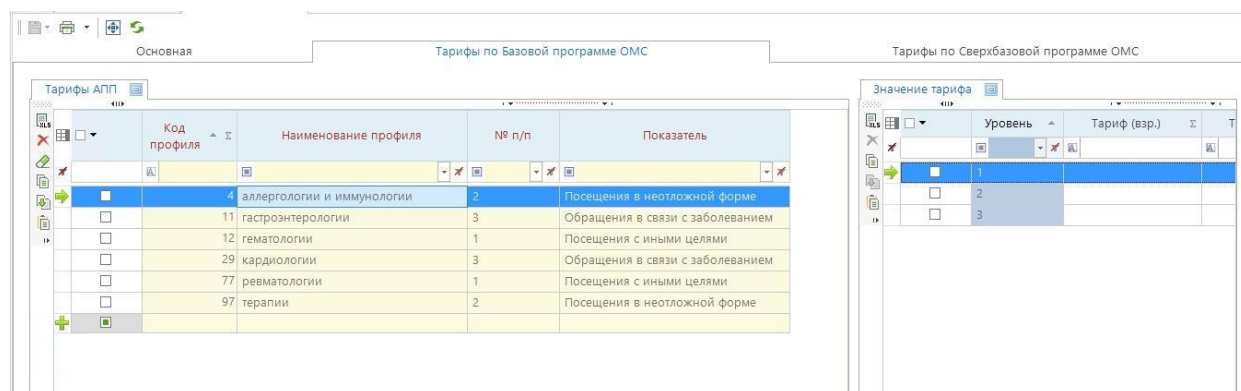 Основная
Тарифы по Базовой программе ОМС
Тарифы по Сверхбазовой программе ОМС
Тарифы АПП
Код профиля Наименование профиля № п/п Показатель
4 аллергологии и иммунологии 2 Посещения в неотложной форме
11 гастроэнтерологии 3 Обращения в связи с заболеванием
12 гематологии 1 Посещения с иными целями
29 кардиологии 3 Обращения в связи с заболеванием
77 ревматологии 1 Посещения с иными целями
97 терапии 2 Посещения в неотложной форме
Значение тарифа
Уровень Тариф (взр.) Σ Т
1
2
3